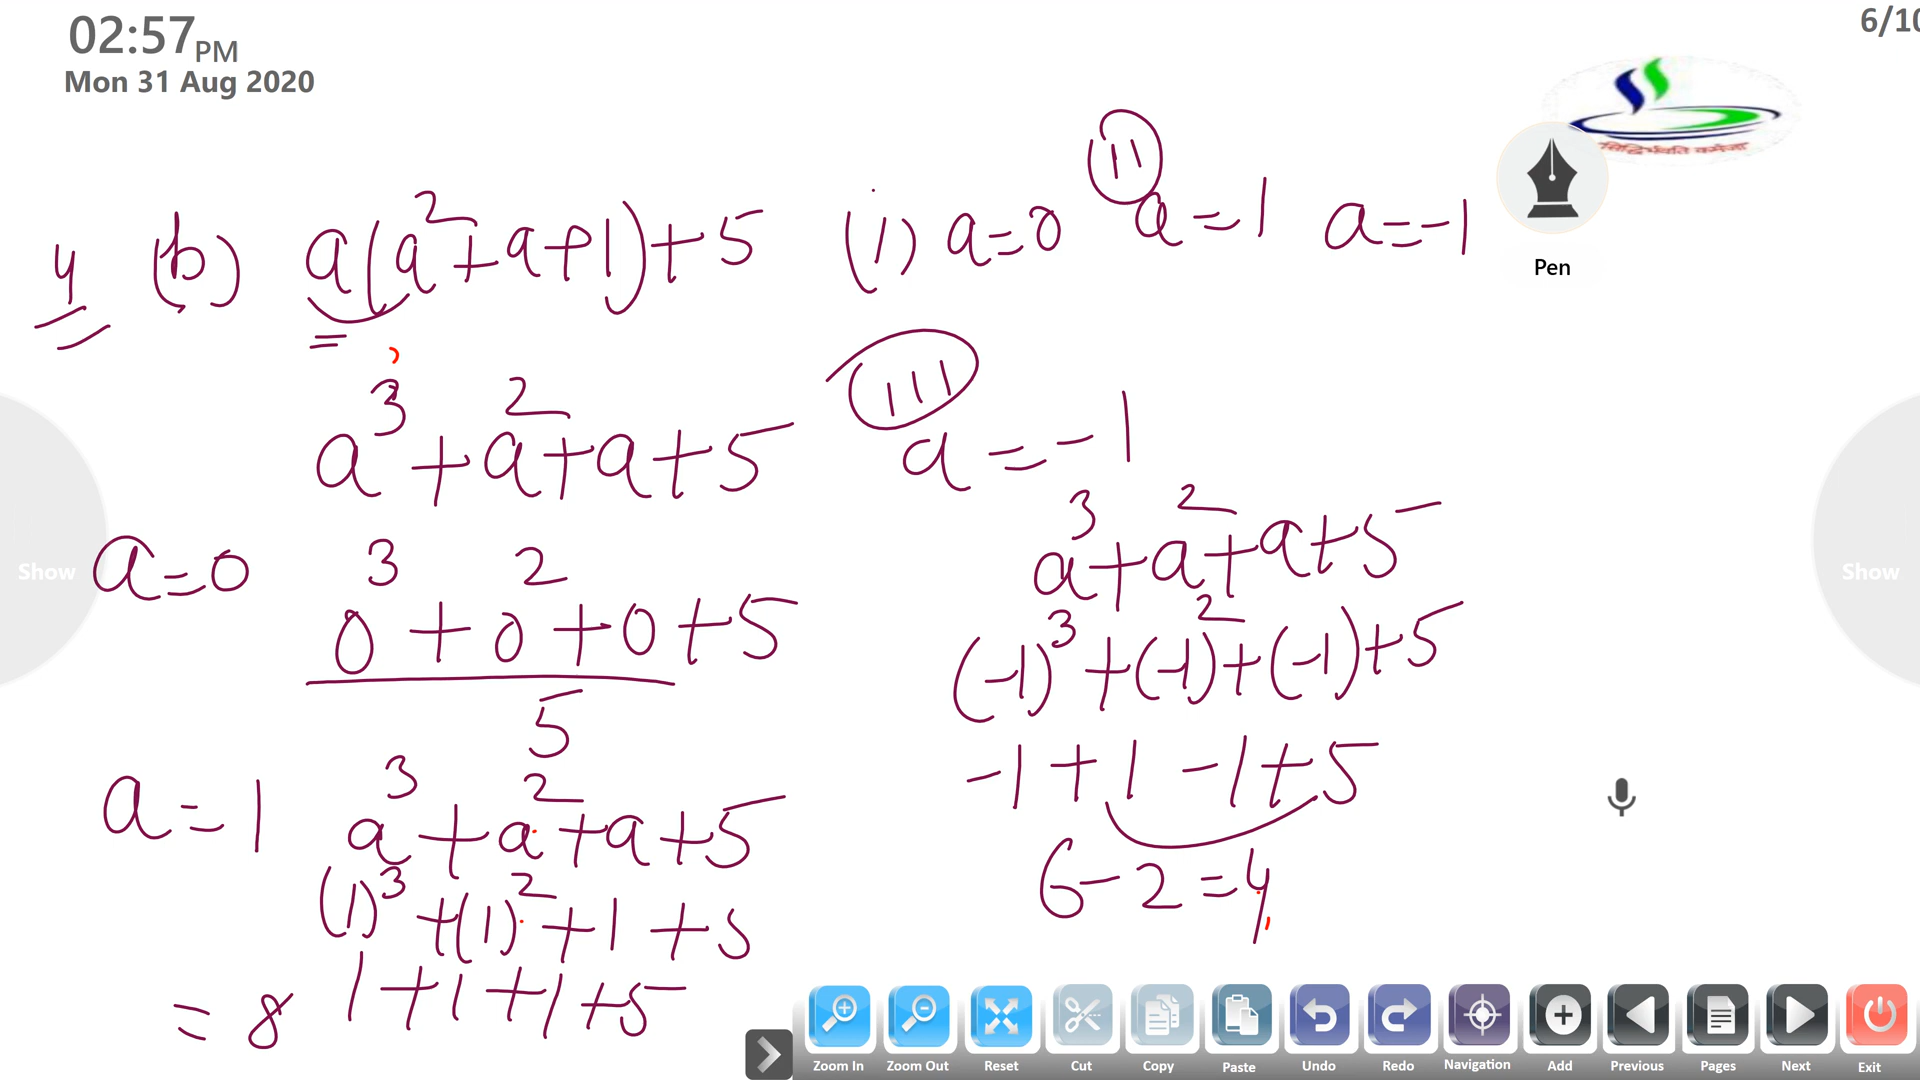 02:57 PM
Mon 31 Aug 2020
6/10
4 (b) a(a²+a+1)+5 (i) a=0 (ii) a=1 a=-1
Pen
a³+a²+a+5
a=0 0³+0²+0+5
5
a=1 a³+a²+a+5
(1)³+(1)²+1+5
1+1+1+5
=8
(iii) a=-1
a³+a²+a+5
(-1)³+(-1)²+(-1)+5
-1+1-1+5
6-2=4
Show
Show
Zoom In Zoom Out Reset Cut Copy Paste Undo Redo Navigation Add Previous Pages Next Exit